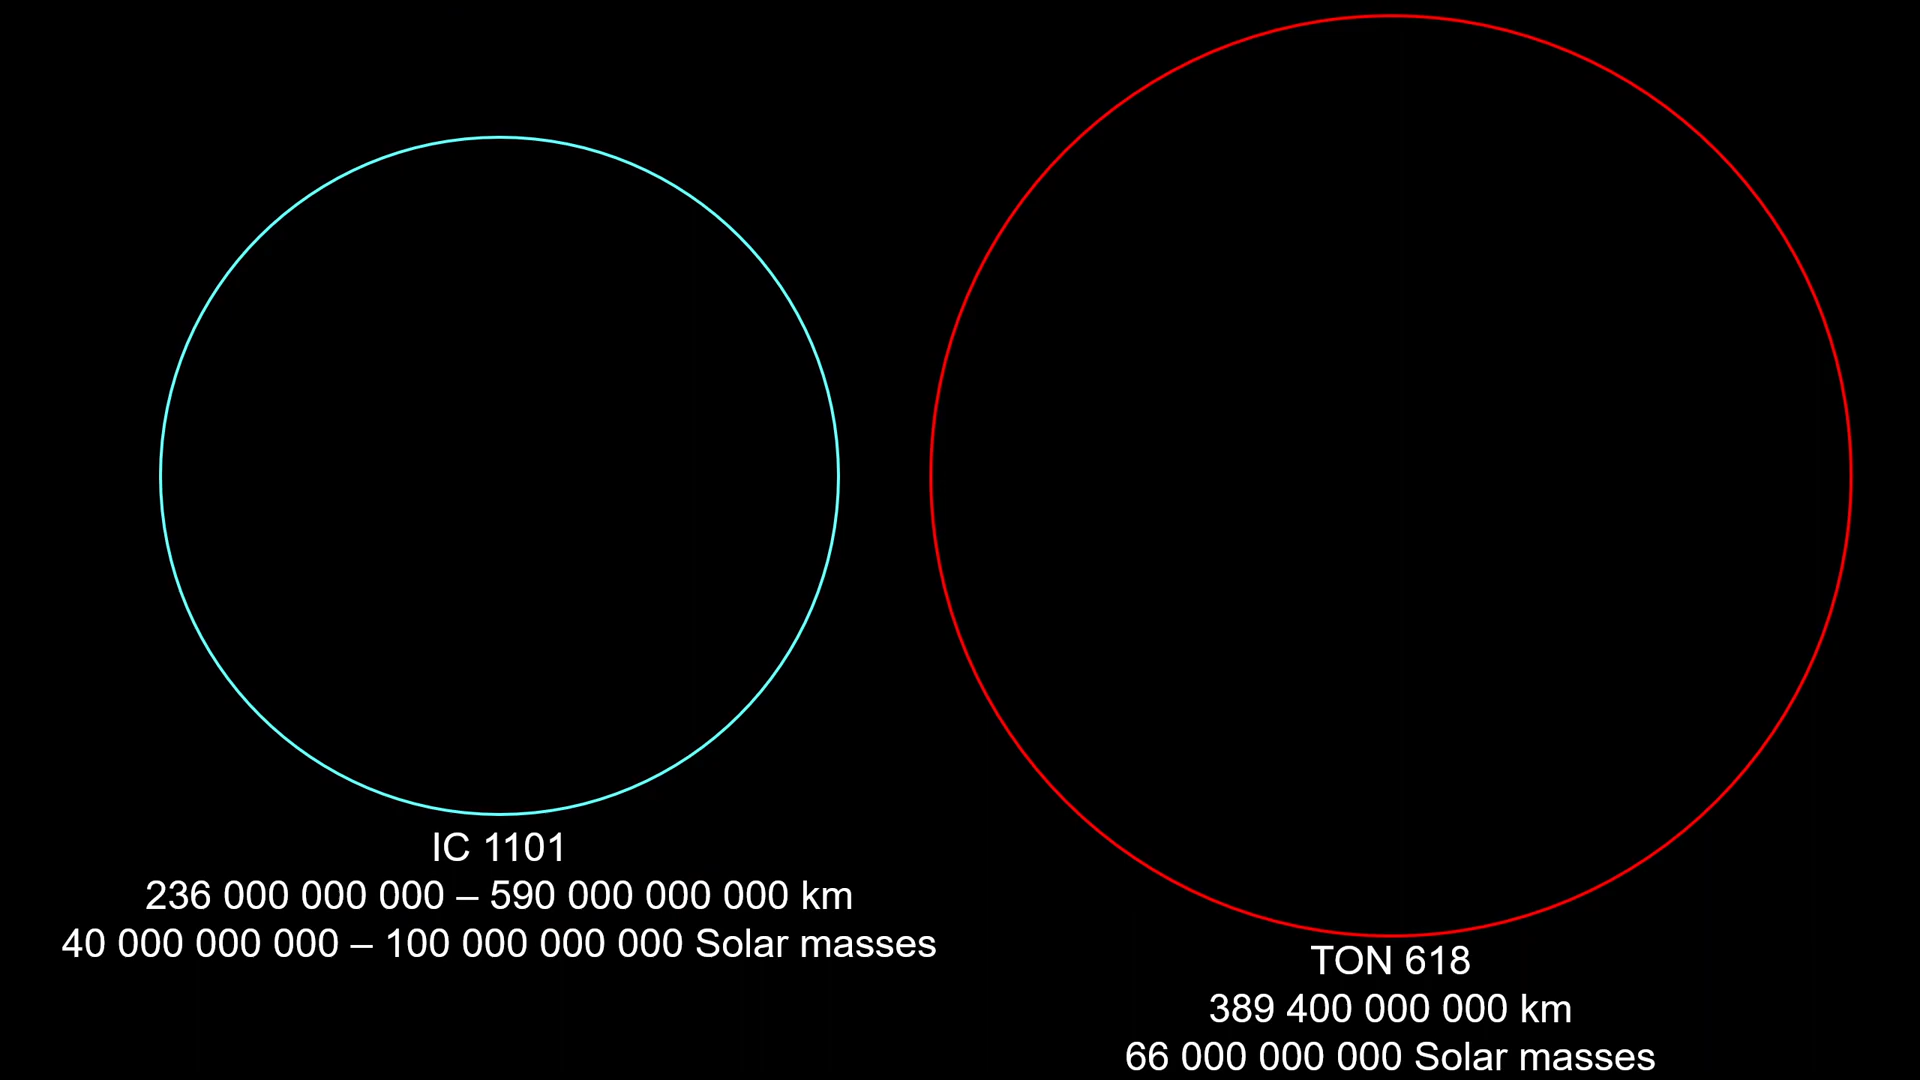 IC 1101
236 000 000 000 – 590 000 000 000 km
40 000 000 000 – 100 000 000 000 Solar masses
TON 618
389 400 000 000 km
66 000 000 000 Solar masses